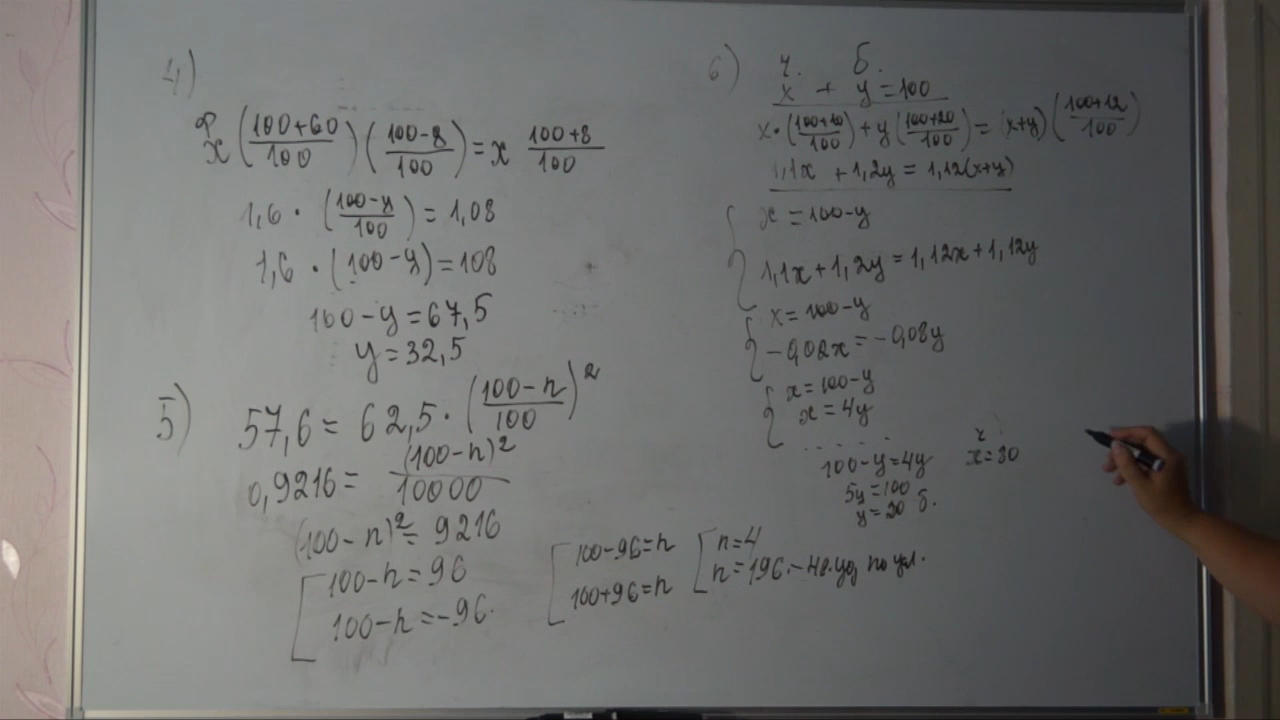 4)
x (100+60/100) (100-y/100) = x 100+8/100
1,6 · (100-y/100) = 1,08
1,6 · (100-y) = 108
100-y = 67,5
y = 32,5
5)
57,6 = 62,5 · (100-n/100)²
0,9216 = (100-n)²/10000
(100-n)² = 9216
100-n = 96
100-n = -96.
100-96=n
100+96=n
n=4
n=196 - не уд по усл.
6) ч. б.
x + y = 100
x·(100+10/100) + y(100+20/100) = (x+y)(100+12/100)
1,1x + 1,2y = 1,12(x+y)
x = 100-y
1,1x + 1,2y = 1,12x + 1,12y
x = 100-y
-0,02x = -0,08y
x = 100-y
x = 4y
. . . . .
100-y=4y
5y=100
y=20 б.
ч
x=80